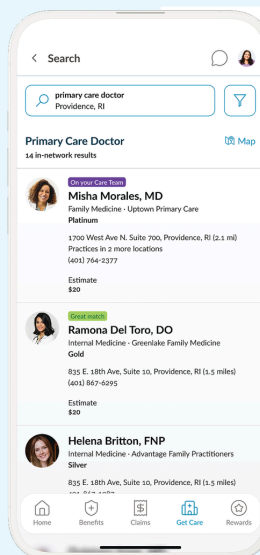 Search
primary care doctor
Providence, RI
Primary Care Doctor
Map
14 in-network results
On your Care Team
Misha Morales, MD
Family Medicine · Uptown Primary Care
Platinum
1700 West Ave N. Suite 700, Providence, RI (2.1 mi)
Practices in 2 more locations
(401) 764-2377
Estimate
$20
Great match
Ramona Del Toro, DO
Internal Medicine · Greenlake Family Medicine
Gold
835 E. 18th Ave, Suite 10, Providence, RI (1.5 miles)
(401) 867-6295
Estimate
$20
Helena Britton, FNP
Internal Medicine · Advantage Family Practitioners
Silver
835 E. 18th Ave, Suite 10, Providence, RI (1.5 miles)
Home
Benefits
Claims
Get Care
Rewards